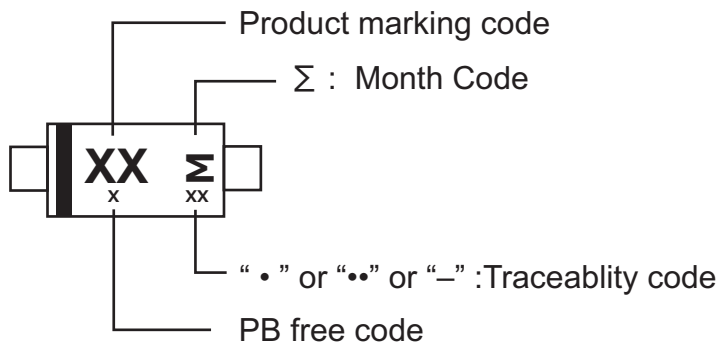 Product marking code
Σ : Month Code
XX Σ
x xx
“ • ” or “••” or “–” :Traceablity code
PB free code